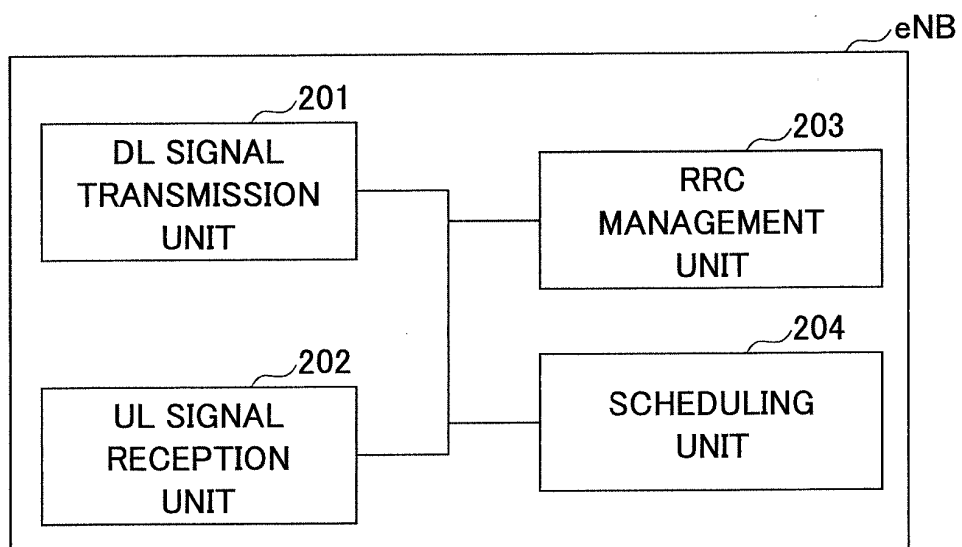 eNB
201
DL SIGNAL
TRANSMISSION
UNIT
203
RRC
MANAGEMENT
UNIT
202
UL SIGNAL
RECEPTION
UNIT
204
SCHEDULING
UNIT